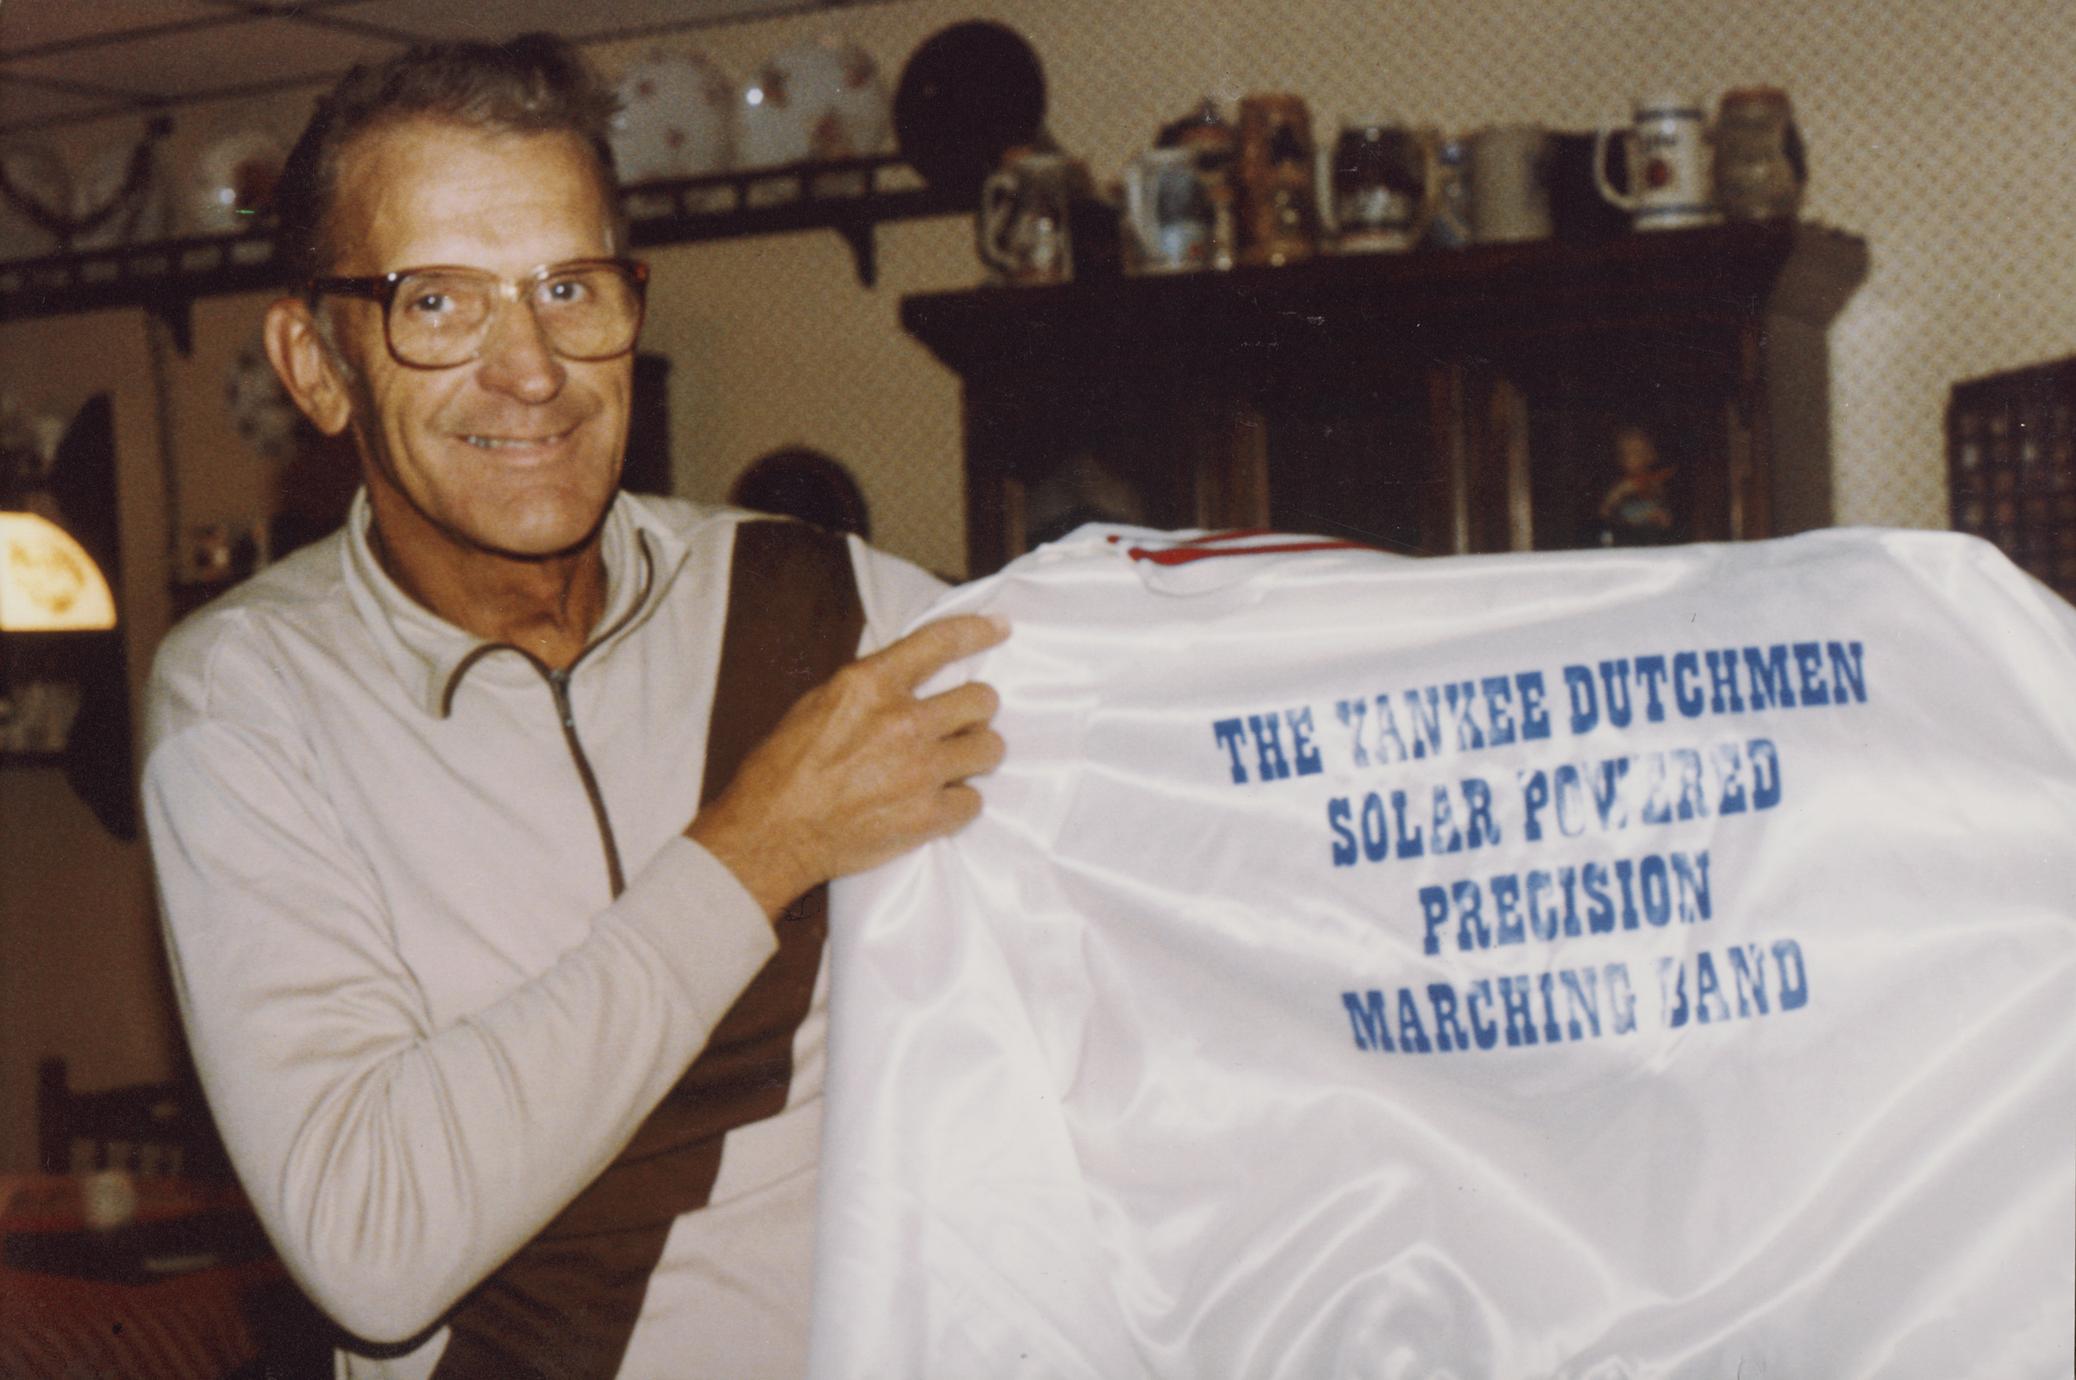 THE YANKEE DUTCHMEN
SOLAR POWERED
PRECISION
MARCHING BAND